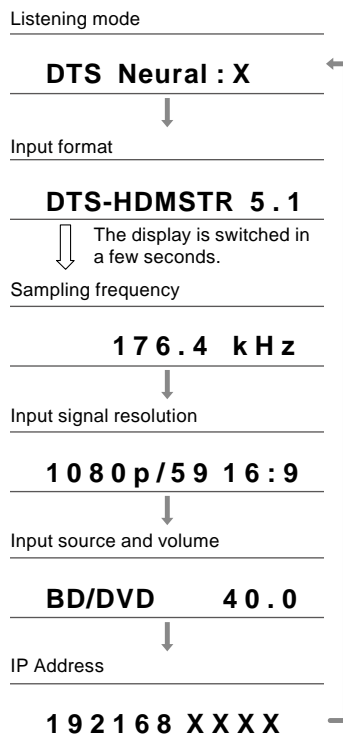 Listening mode
DTS Neural : X
Input format
DTS-HDMSTR 5.1
The display is switched in
a few seconds.
Sampling frequency
176.4 kHz
Input signal resolution
1080p/59 16:9
Input source and volume
BD/DVD 40.0
IP Address
192168XXXX